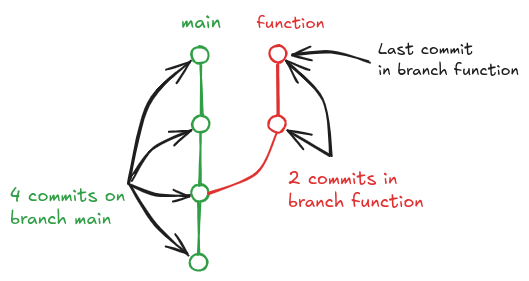 main
function
Last commit
in branch function
4 commits on
branch main
2 commits in
branch function